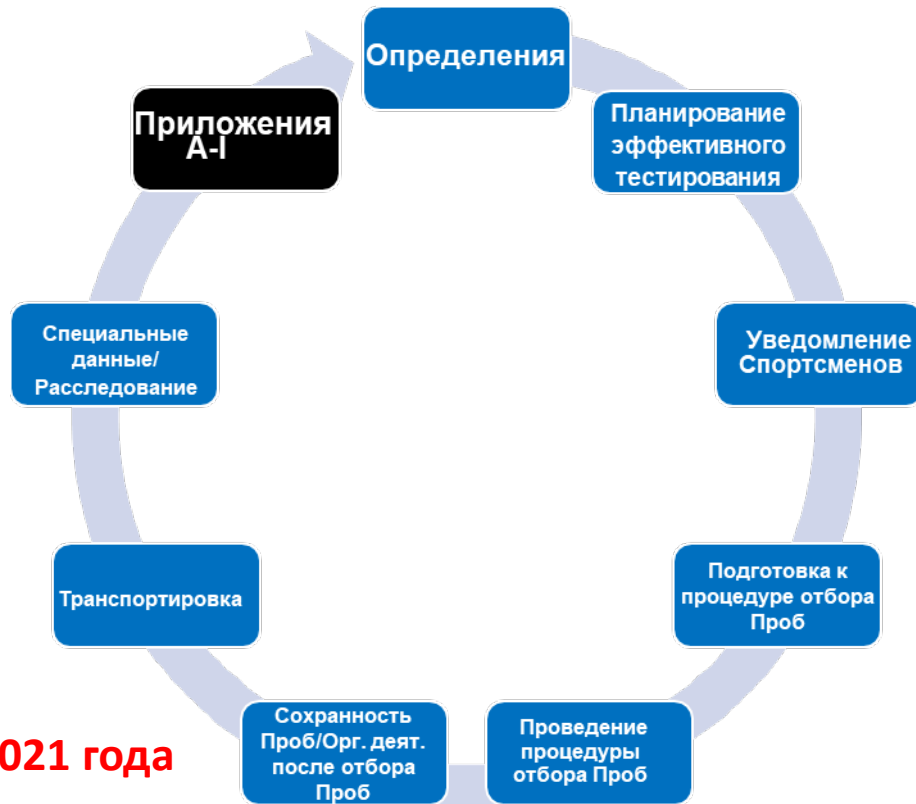 Определения
Планирование
эффективного
тестирования
Уведомление
Спортсменов
Подготовка к
процедуре отбора
Проб
Проведение
процедуры
отбора Проб
Сохранность
Проб/Орг. деят.
после отбора
Проб
Транспортировка
Специальные
данные/
Расследование
Приложения
A-I
021 года